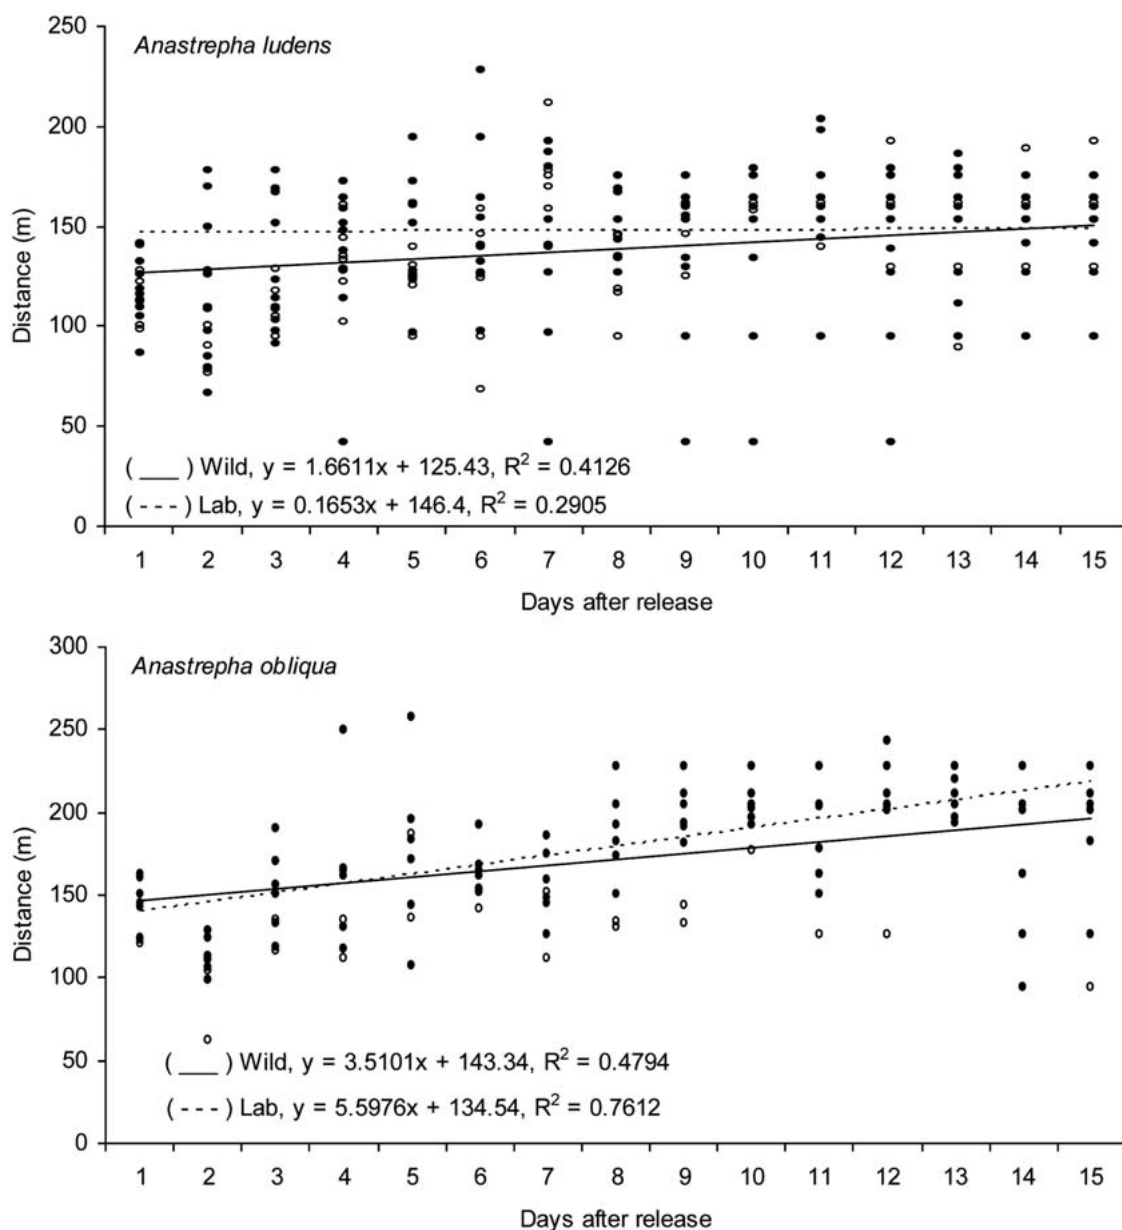 250
Anastrepha ludens
200
150
100
50
0
Distance (m)
( ___ ) Wild, y = 1.6611x + 125.43, R² = 0.4126
( - - - ) Lab, y = 0.1653x + 146.4, R² = 0.2905
1 2 3 4 5 6 7 8 9 10 11 12 13 14 15
Days after release
300
Anastrepha obliqua
250
200
150
100
50
0
Distance (m)
( ___ ) Wild, y = 3.5101x + 143.34, R² = 0.4794
( - - - ) Lab, y = 5.5976x + 134.54, R² = 0.7612
1 2 3 4 5 6 7 8 9 10 11 12 13 14 15
Days after release